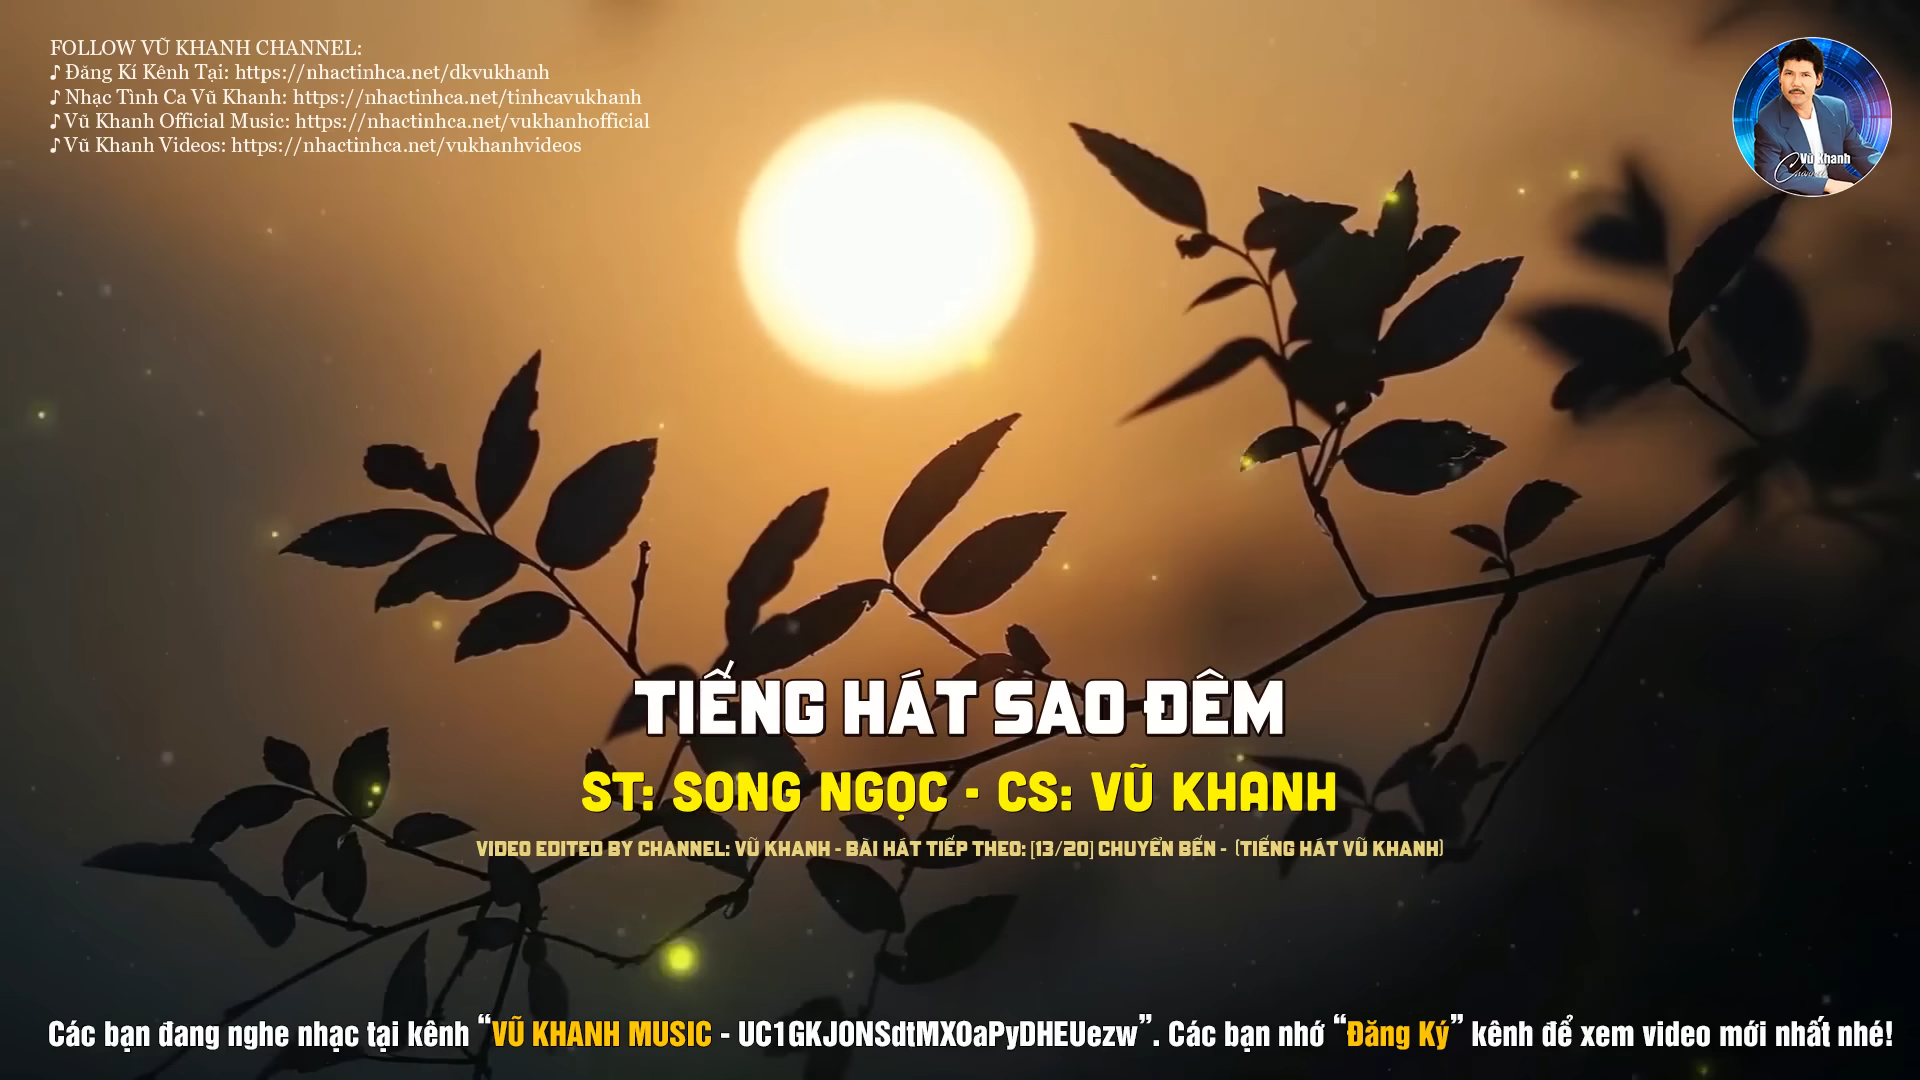 FOLLOW VŨ KHANH CHANNEL:
♪ Đăng Kí Kênh Tại: https://nhactinhca.net/dkvukhanh
♪ Nhạc Tình Ca Vũ Khanh: https://nhactinhca.net/tinhcavukhanh
♪ Vũ Khanh Official Music: https://nhactinhca.net/vukhanhofficial
♪ Vũ Khanh Videos: https://nhactinhca.net/vukhanhvideos
Vũ Khanh
Channel
TIẾNG HÁT SAO ĐÊM
ST: SONG NGỌC - CS: VŨ KHANH
VIDEO EDITED BY CHANNEL: VŨ KHANH - BÀI HÁT TIẾP THEO: [13/20] CHUYỂN BẾN - (TIẾNG HÁT VŨ KHANH)
Các bạn đang nghe nhạc tại kênh “VŨ KHANH MUSIC - UC1GKJONSdtMXOaPyDHEUezw”. Các bạn nhớ “Đăng Ký” kênh để xem video mới nhất nhé!